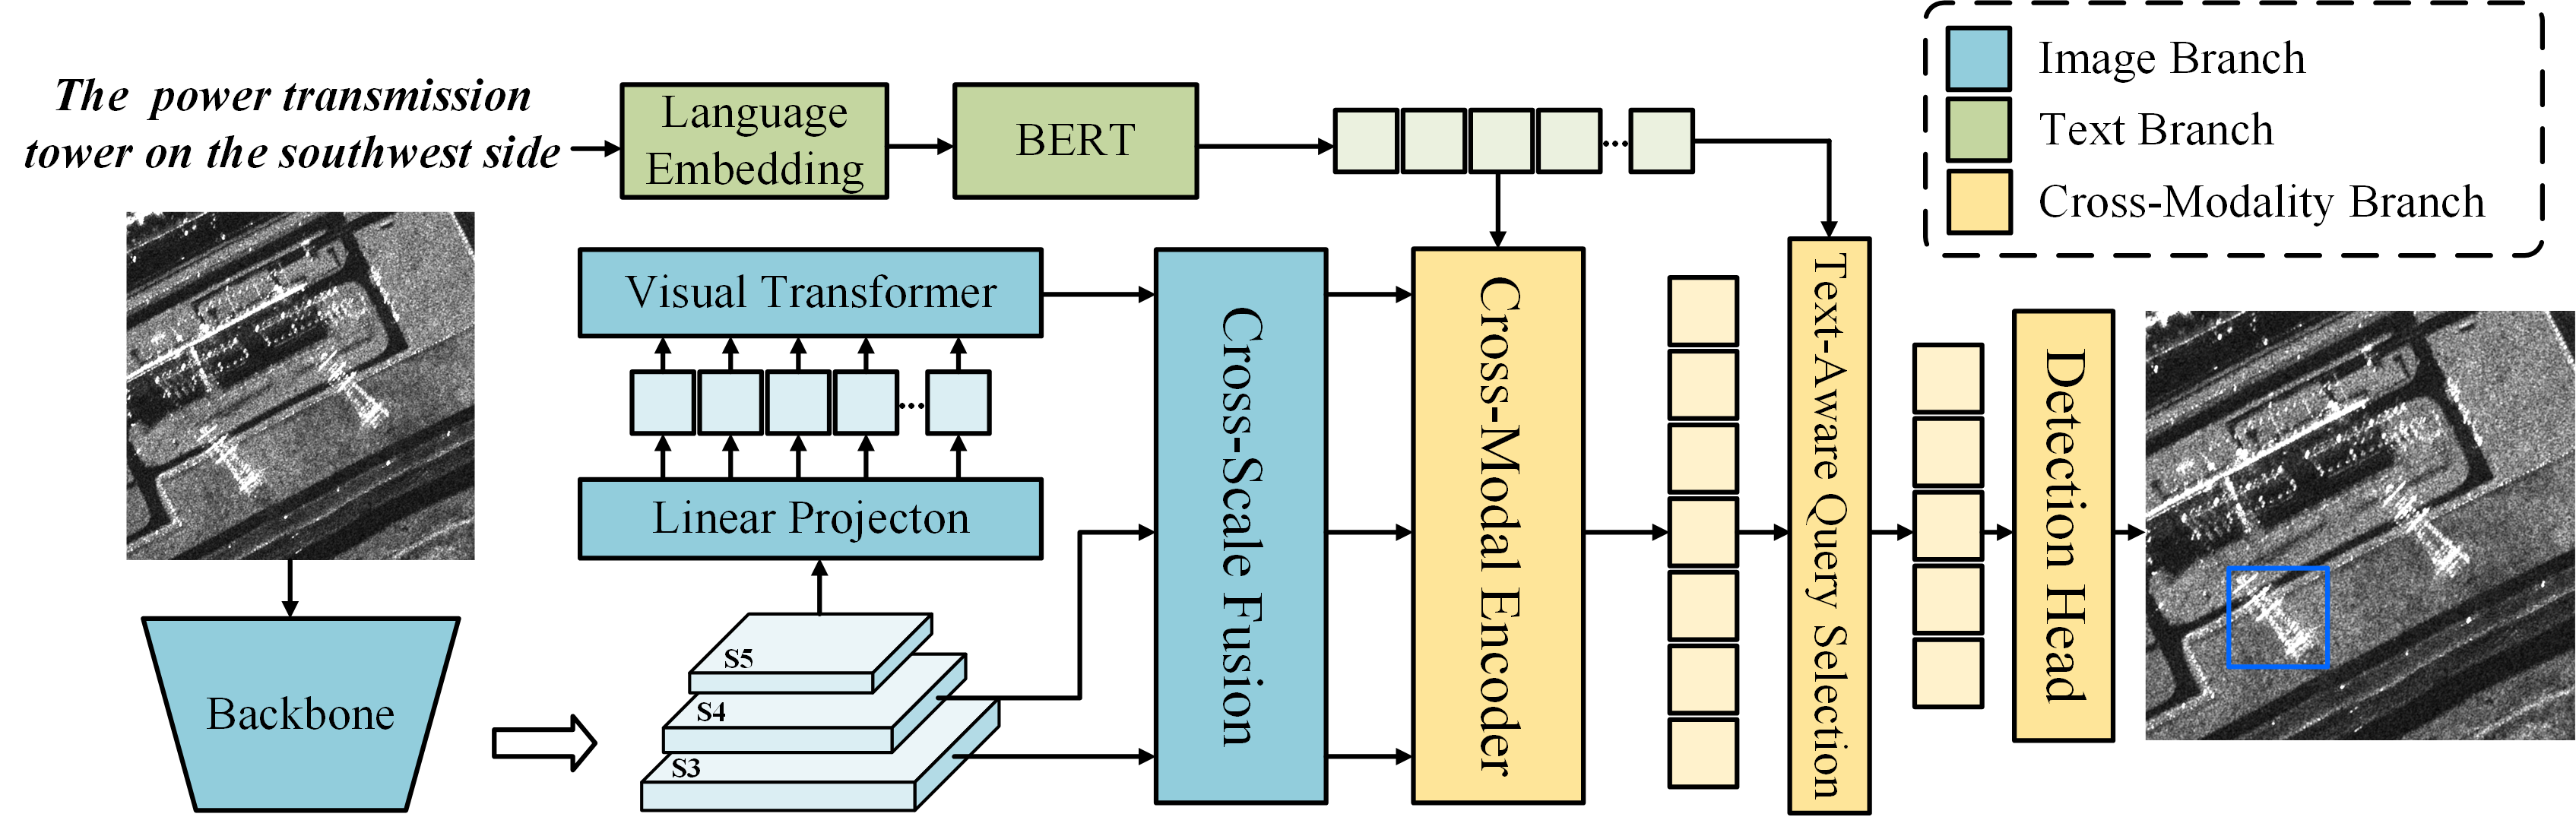 The power transmission
tower on the southwest side
Language
Embedding
BERT
Image Branch
Text Branch
Cross-Modality Branch
Visual Transformer
Linear Projecton
Backbone
S5
S4
S3
Cross-Scale Fusion
Cross-Modal Encoder
Text-Aware Query Selection
Detection Head